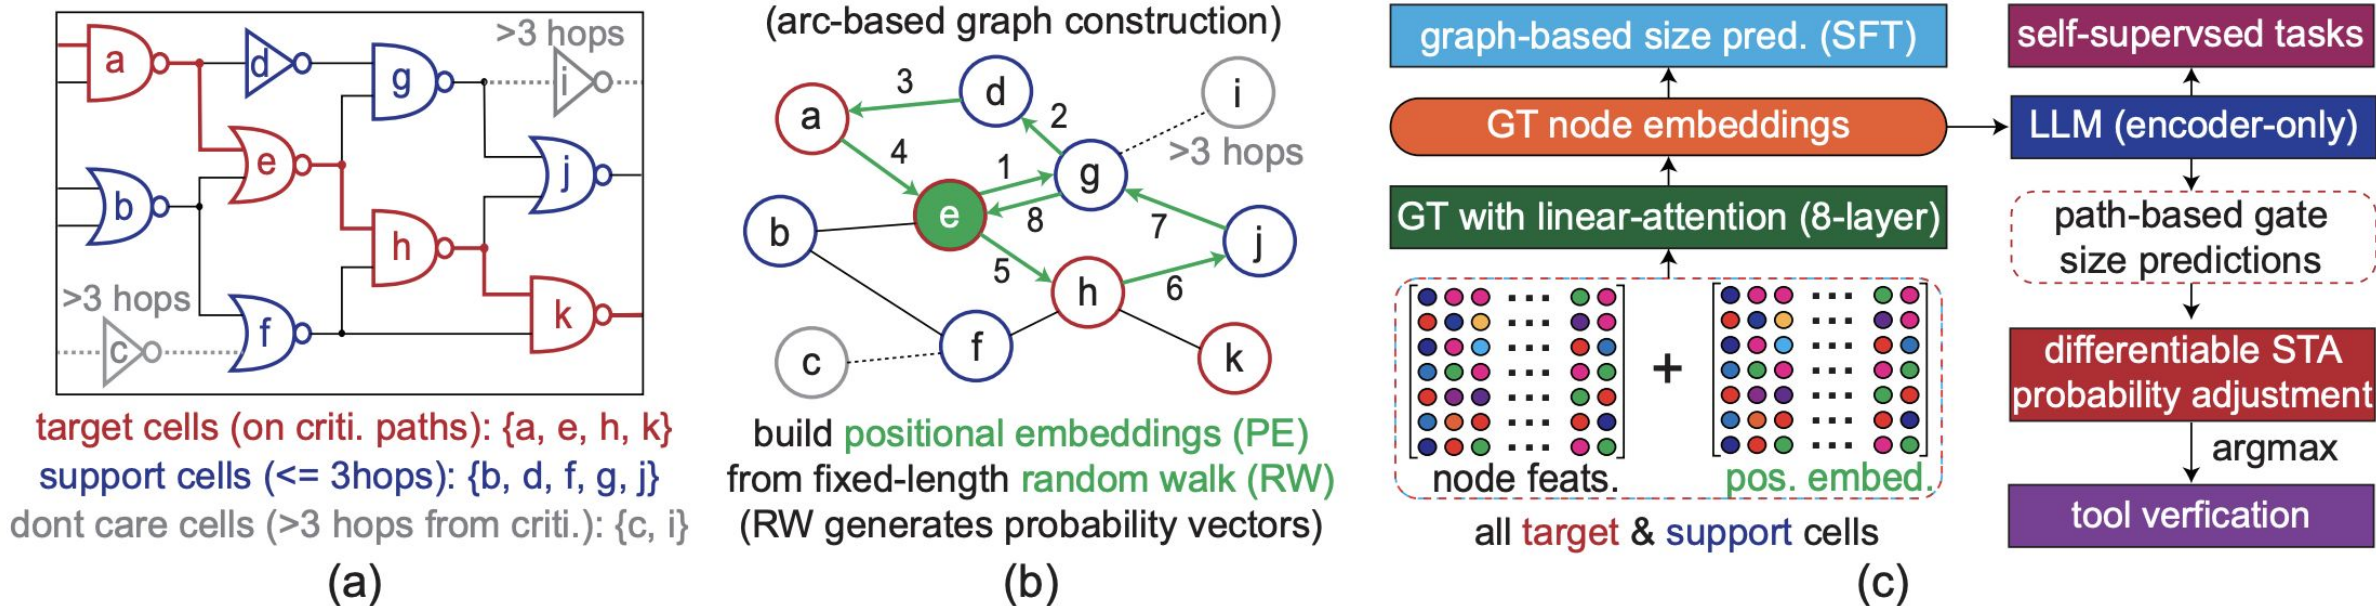 a
d
g
>3 hops
i
e
b
j
h
>3 hops
c
f
k
target cells (on criti. paths): {a, e, h, k}
support cells (<= 3hops): {b, d, f, g, j}
dont care cells (>3 hops from criti.): {c, i}
(a)
(arc-based graph construction)
a
3
d
2
i
>3 hops
4
1
g
b
e
8
7
j
5
h
6
c
f
k
build positional embeddings (PE)
from fixed-length random walk (RW)
(RW generates probability vectors)
(b)
graph-based size pred. (SFT)
GT node embeddings
GT with linear-attention (8-layer)
+
node feats.
pos. embed.
all target & support cells
self-supervsed tasks
LLM (encoder-only)
path-based gate
size predictions
differentiable STA
probability adjustment
argmax
tool verfication
(c)